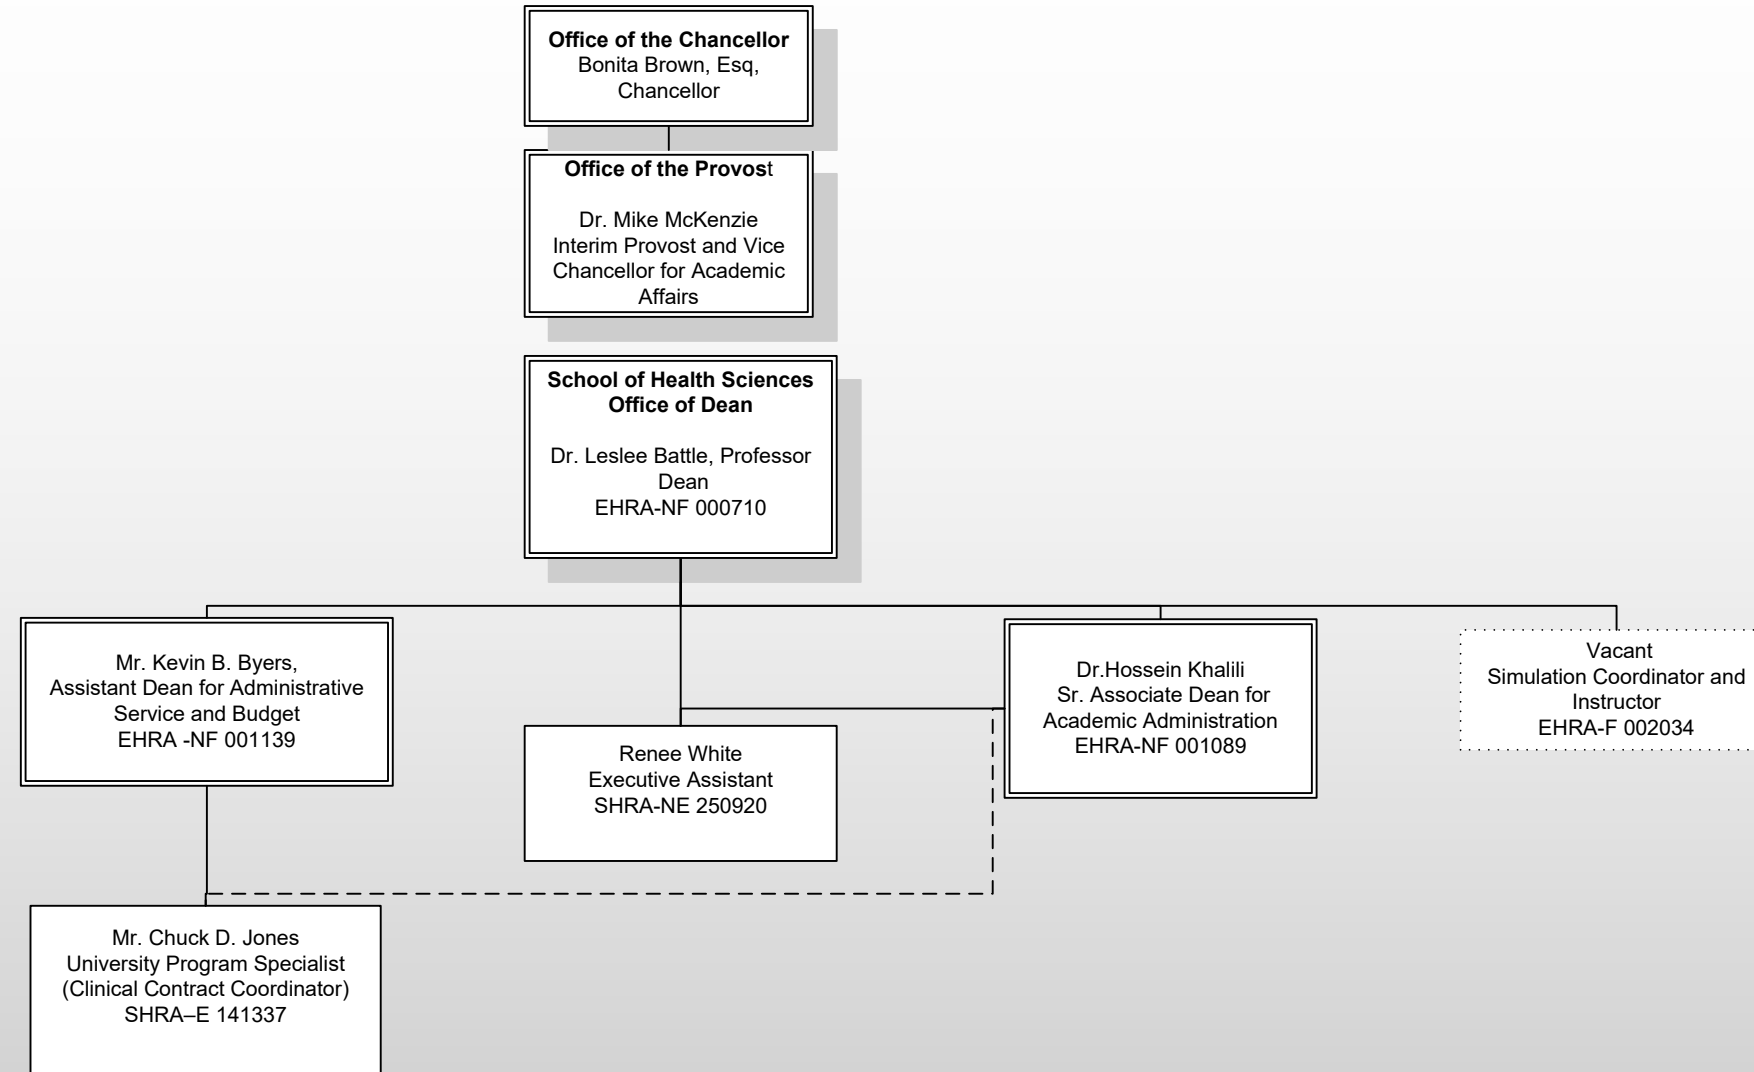 Office of the Chancellor
Bonita Brown, Esq,
Chancellor
Office of the Provost
Dr. Mike McKenzie
Interim Provost and Vice
Chancellor for Academic
Affairs
School of Health Sciences
Office of Dean
Dr. Leslee Battle, Professor
Dean
EHRA-NF 000710
Mr. Kevin B. Byers,
Assistant Dean for Administrative
Service and Budget
EHRA -NF 001139
Renee White
Executive Assistant
SHRA-NE 250920
Dr.Hossein Khalili
Sr. Associate Dean for
Academic Administration
EHRA-NF 001089
Vacant
Simulation Coordinator and
Instructor
EHRA-F 002034
Mr. Chuck D. Jones
University Program Specialist
(Clinical Contract Coordinator)
SHRA–E 141337